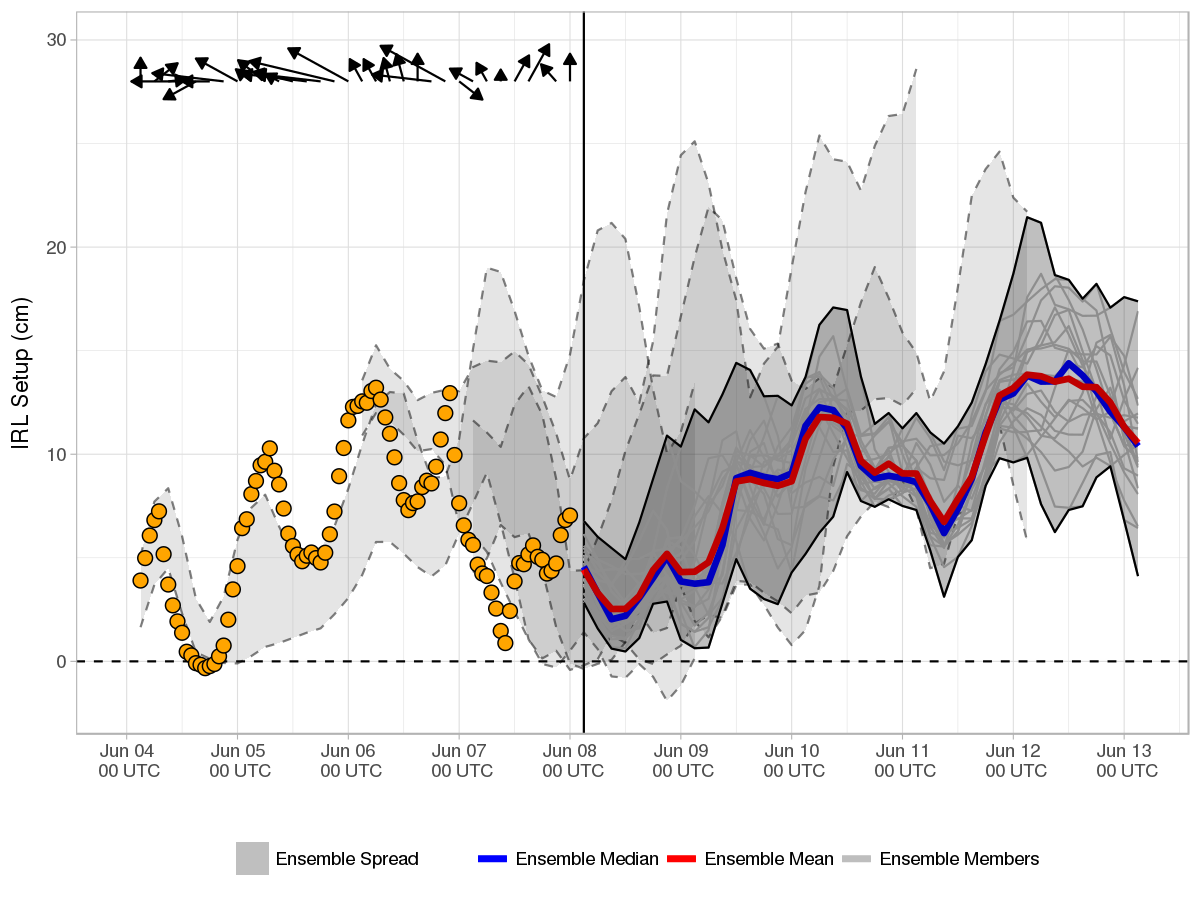 30
20
10
0
IRL Setup (cm)
Jun 04 Jun 05 Jun 06 Jun 07 Jun 08 Jun 09 Jun 10 Jun 11 Jun 12 Jun 13
00 UTC 00 UTC 00 UTC 00 UTC 00 UTC 00 UTC 00 UTC 00 UTC 00 UTC 00 UTC
Ensemble Spread Ensemble Median Ensemble Mean Ensemble Members